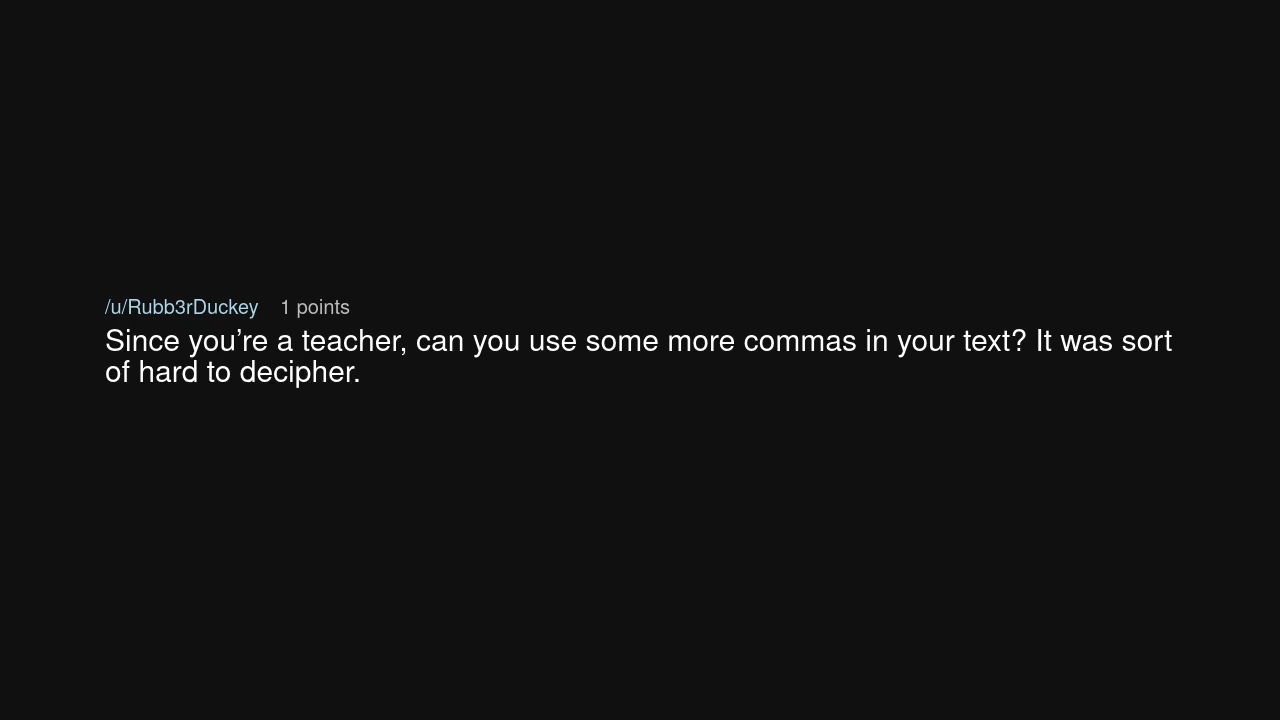 /u/Rubb3rDuckey 1 points
Since you’re a teacher, can you use some more commas in your text? It was sort
of hard to decipher.